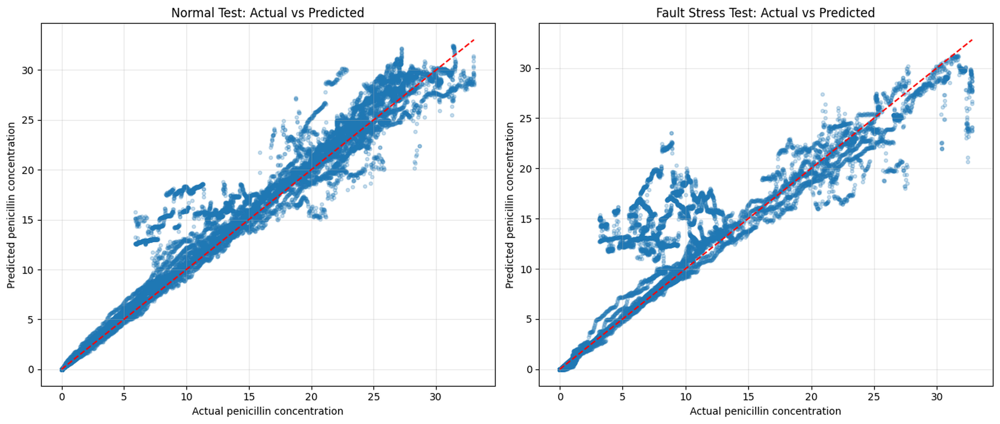 Normal Test: Actual vs Predicted
Predicted penicillin concentration
30
25
20
15
10
5
0
0 5 10 15 20 25 30
Actual penicillin concentration
Fault Stress Test: Actual vs Predicted
Predicted penicillin concentration
30
25
20
15
10
5
0
0 5 10 15 20 25 30
Actual penicillin concentration